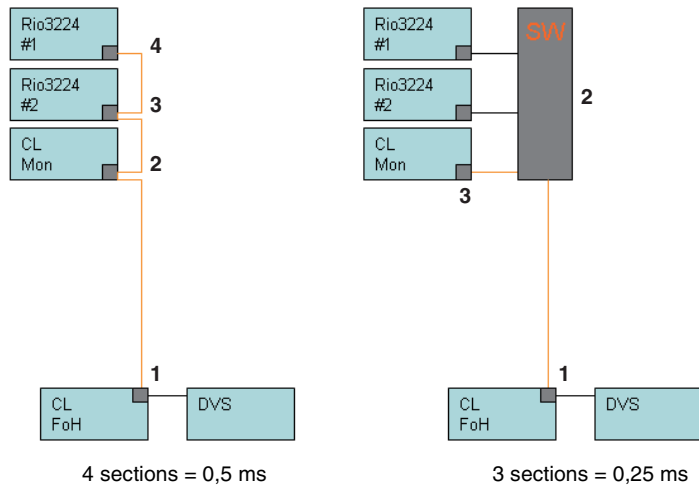 Rio3224
#1
4
Rio3224
#2
3
CL
Mon
2
1
CL
FoH
DVS
4 sections = 0,5 ms
Rio3224
#1
SW
Rio3224
#2
2
CL
Mon
3
1
CL
FoH
DVS
3 sections = 0,25 ms